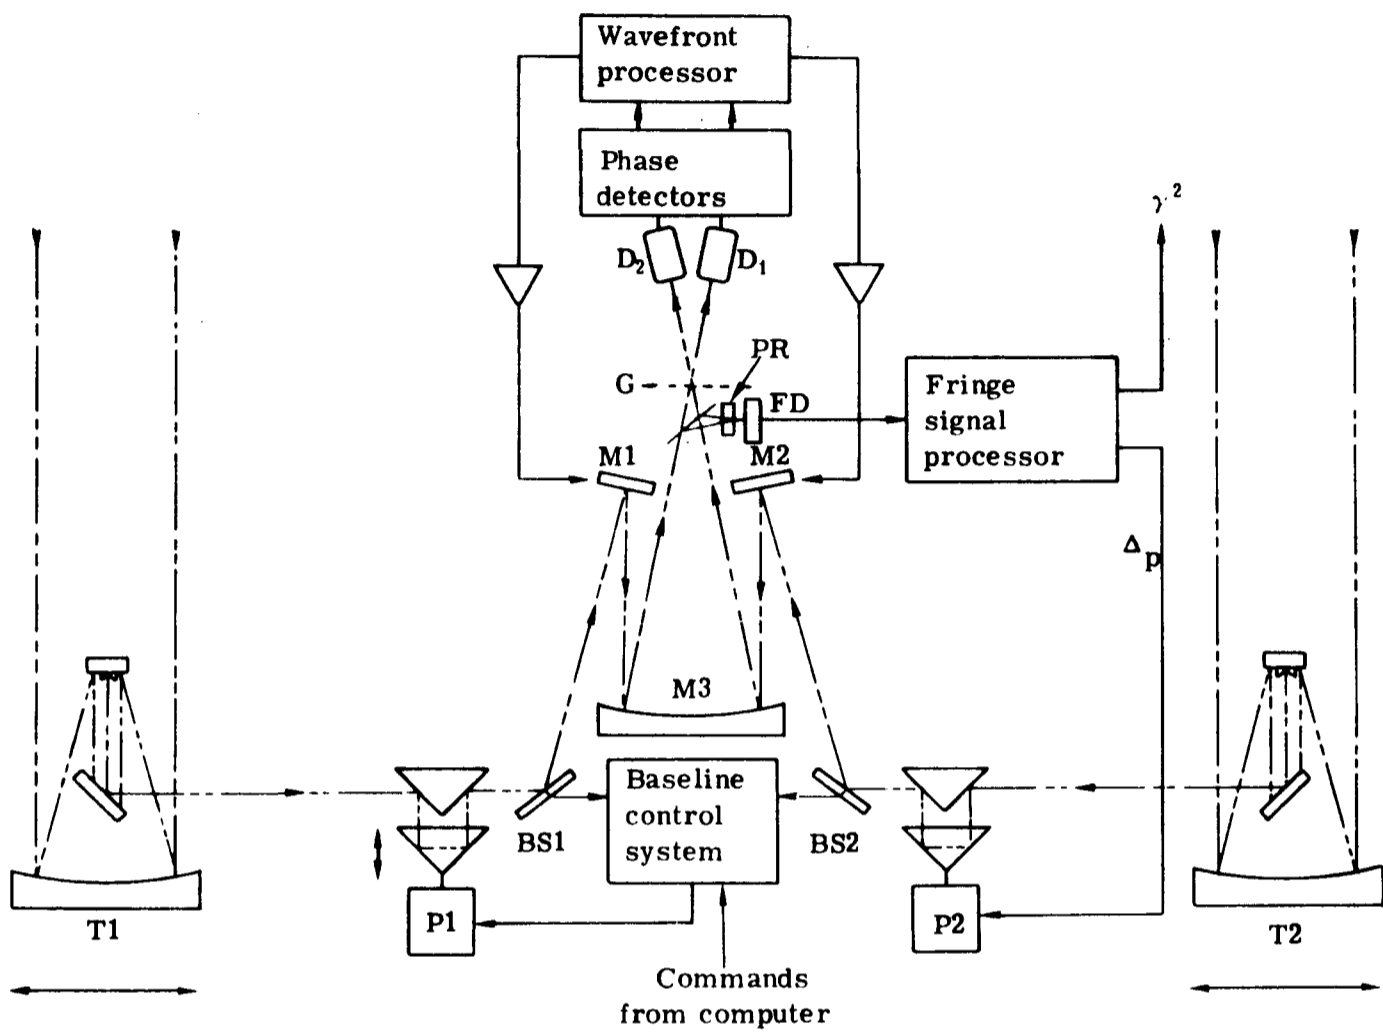 Wavefront
processor
Phase
detectors
D2
D1
γ2
PR
G
FD
Fringe
signal
processor
M1
M2
Δp
M3
Baseline
control
system
BS1
BS2
T1
P1
P2
T2
Commands
from computer